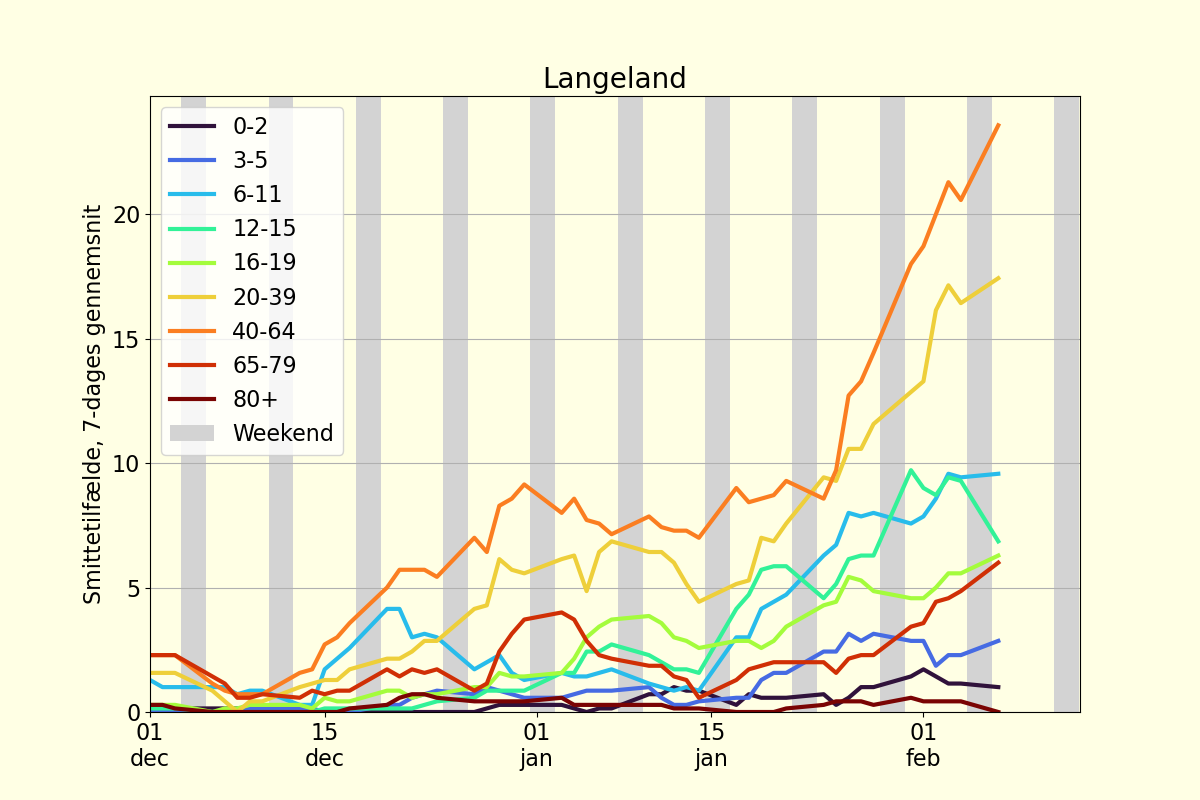 Langeland
Smittetilfælde, 7-dages gennemsnit
20
15
10
5
0
0-2
3-5
6-11
12-15
16-19
20-39
40-64
65-79
80+
Weekend
01 15 01 15 01
dec dec jan jan feb